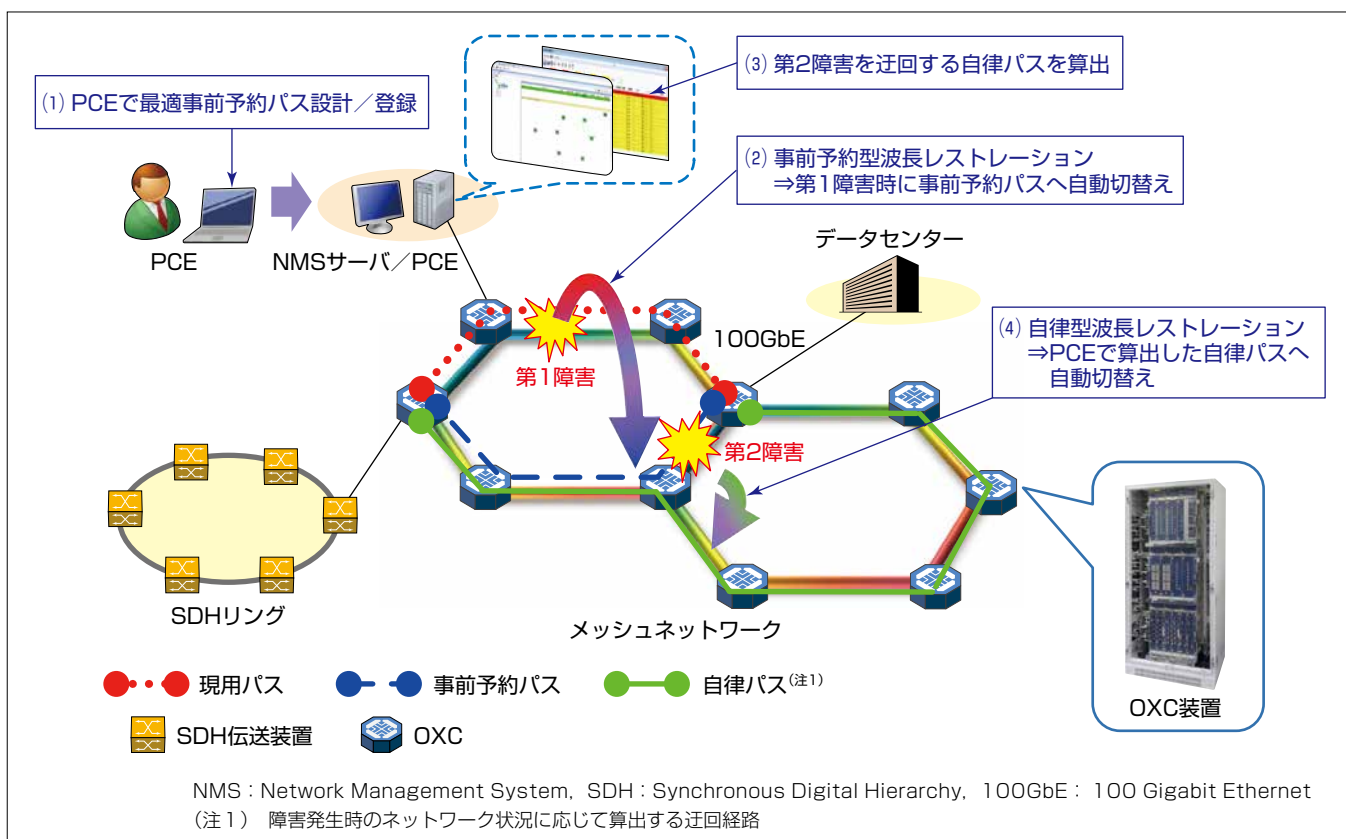 (1) PCEで最適事前予約パス設計／登録
(3) 第2障害を迂回する自律パスを算出
(2) 事前予約型波長レストレーション
⇒第1障害時に事前予約パスへ自動切替え
PCE
NMSサーバ／PCE
データセンター
100GbE
(4) 自律型波長レストレーション
⇒PCEで算出した自律パスへ
自動切替え
第1障害
第2障害
SDHリング
メッシュネットワーク
OXC装置
現用パス
事前予約パス
自律パス(注1)
SDH伝送装置
OXC
NMS：Network Management System, SDH：Synchronous Digital Hierarchy, 100GbE： 100 Gigabit Ethernet
(注1) 障害発生時のネットワーク状況に応じて算出する迂回経路